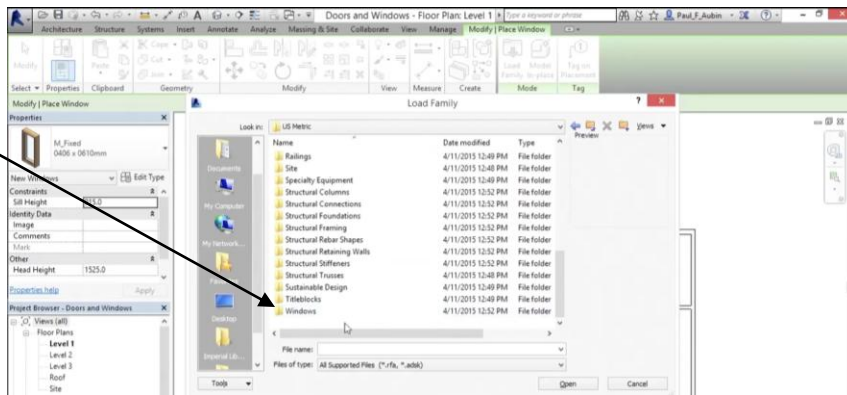 Doors and Windows - Floor Plan: Level 1
Type a keyword or phrase
Paul_F_Aubin
Architecture Structure Systems Insert Annotate Analyze Massing & Site Collaborate View Manage Modify | Place Window
Modify
Properties
Paste
Cope
Cut
Join
Load Family
Model In-place
Tag on Placement
Select Properties Clipboard Geometry Modify View Measure Create Mode Tag
Modify | Place Window
Properties
M_Fixed
0406 x 0610mm
New Windows Edit Type
Constraints
Sill Height 915.0
Identity Data
Image
Comments
Mark
Other
Head Height 1525.0
Properties help Apply
Project Browser - Doors and Windows
Views (all)
Floor Plans
Level 1
Level 2
Level 3
Roof
Site
Load Family
Look in: US Metric
Views
Preview
Documents
My Computer
My Network...
Desktop
Imperial Lib...
Name Date modified Type
Railings 4/11/2015 12:49 PM File folder
Site 4/11/2015 12:48 PM File folder
Specialty Equipment 4/11/2015 12:49 PM File folder
Structural Columns 4/11/2015 12:52 PM File folder
Structural Connections 4/11/2015 12:52 PM File folder
Structural Foundations 4/11/2015 12:52 PM File folder
Structural Framing 4/11/2015 12:52 PM File folder
Structural Rebar Shapes 4/11/2015 12:52 PM File folder
Structural Retaining Walls 4/11/2015 12:52 PM File folder
Structural Stiffeners 4/11/2015 12:52 PM File folder
Structural Trusses 4/11/2015 12:48 PM File folder
Sustainable Design 4/11/2015 12:49 PM File folder
Titleblocks 4/11/2015 12:49 PM File folder
Windows 4/11/2015 12:52 PM File folder
File name:
Files of type: All Supported Files (*.rfa, *.adsk)
Tools Open Cancel